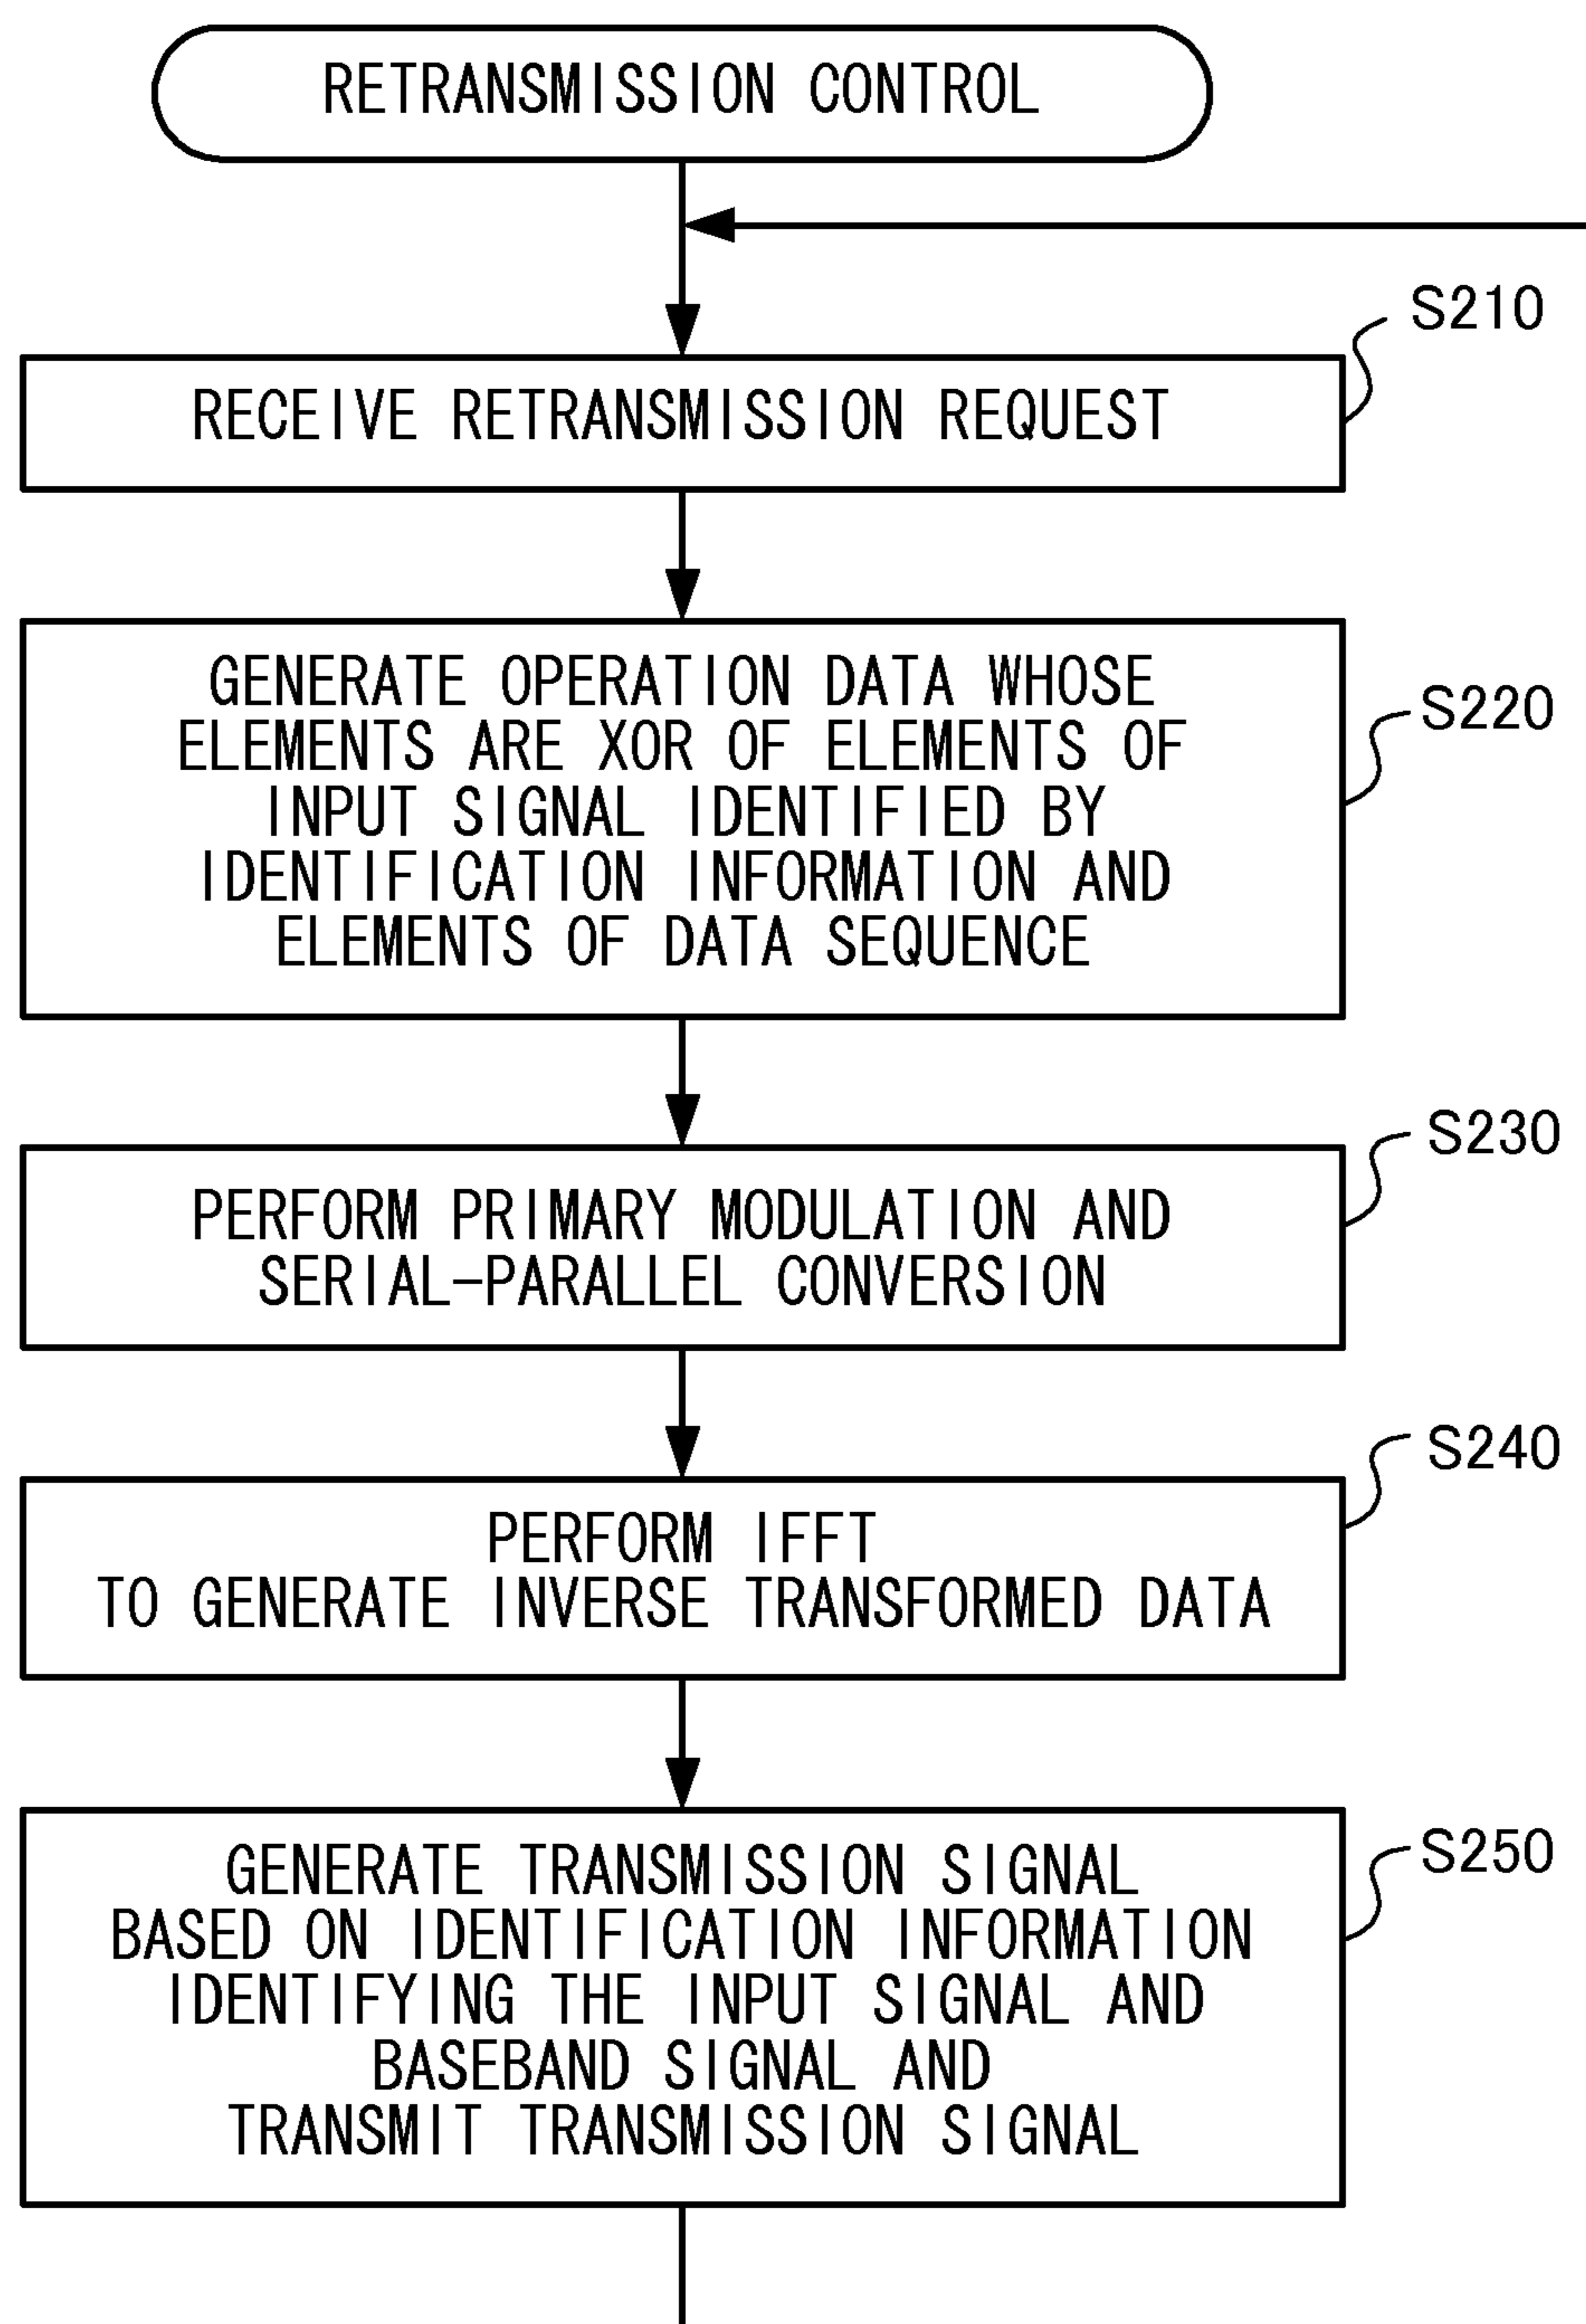 RETRANSMISSION CONTROL
S210
RECEIVE RETRANSMISSION REQUEST
S220
GENERATE OPERATION DATA WHOSE
ELEMENTS ARE XOR OF ELEMENTS OF
INPUT SIGNAL IDENTIFIED BY
IDENTIFICATION INFORMATION AND
ELEMENTS OF DATA SEQUENCE
S230
PERFORM PRIMARY MODULATION AND
SERIAL-PARALLEL CONVERSION
S240
PERFORM IFFT
TO GENERATE INVERSE TRANSFORMED DATA
S250
GENERATE TRANSMISSION SIGNAL
BASED ON IDENTIFICATION INFORMATION
IDENTIFYING THE INPUT SIGNAL AND
BASEBAND SIGNAL AND
TRANSMIT TRANSMISSION SIGNAL